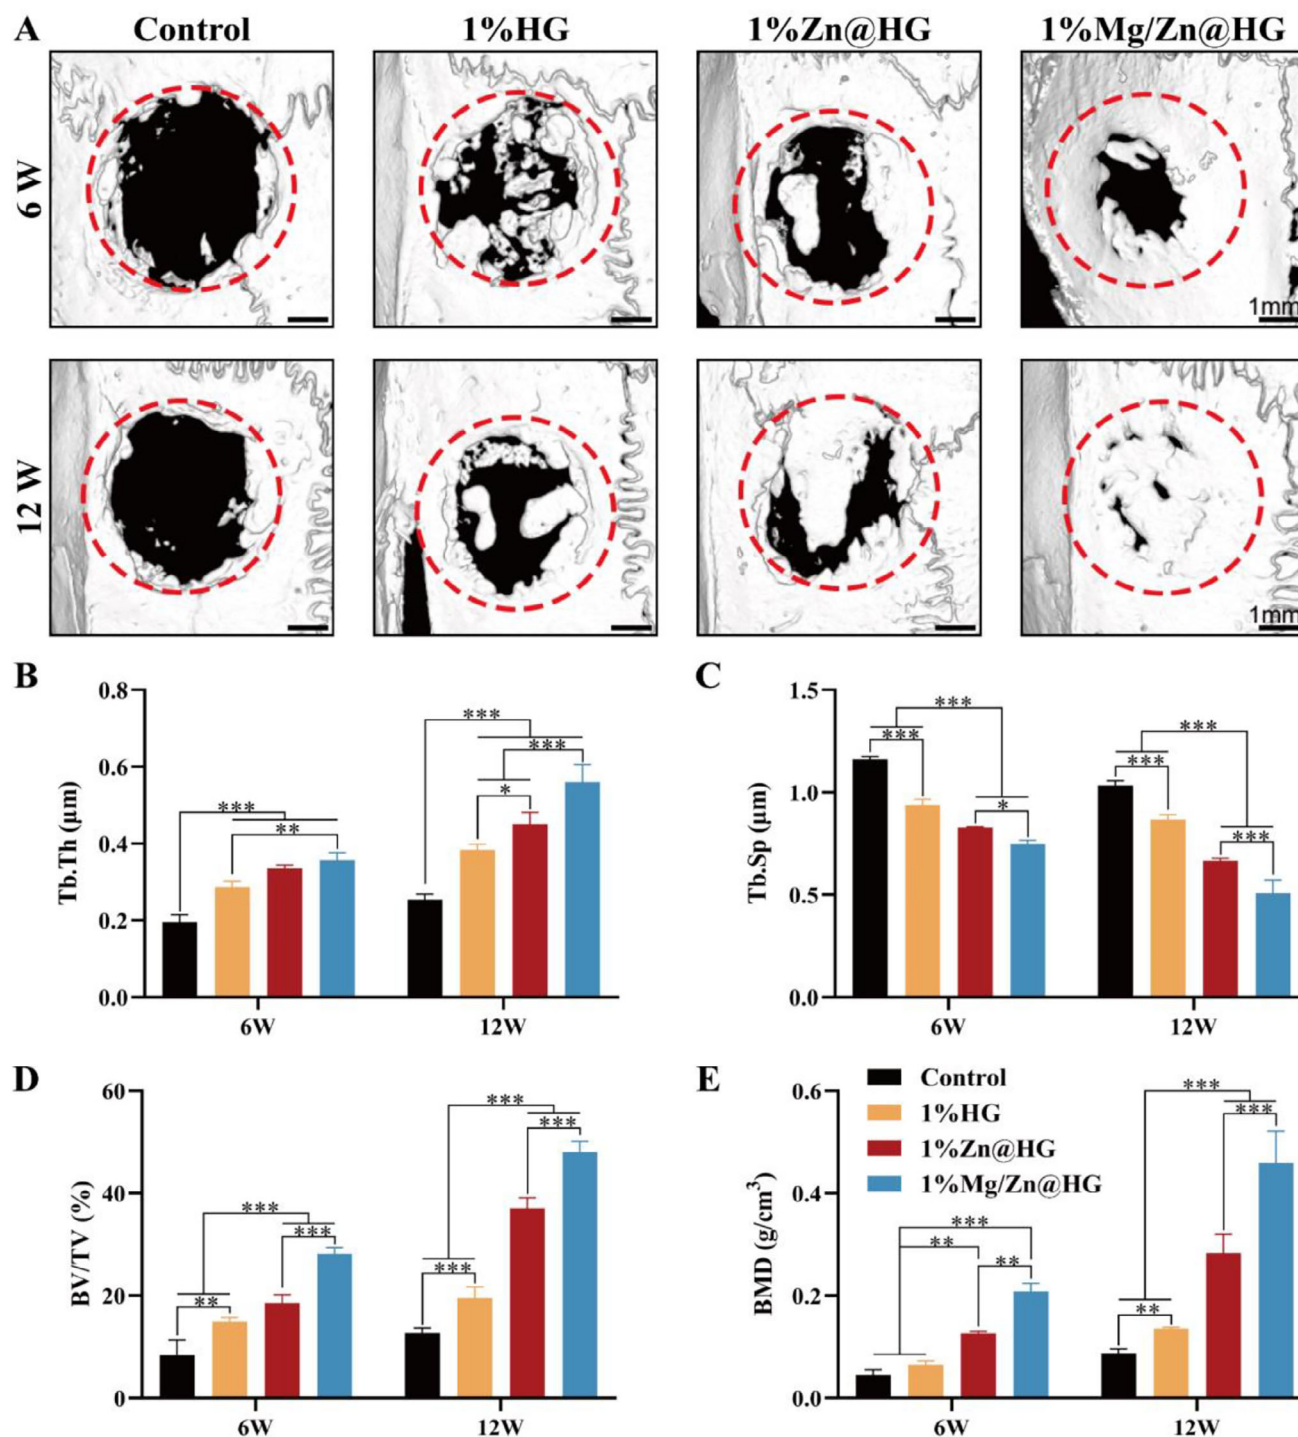 A
Control
1%HG
1%Zn@HG
1%Mg/Zn@HG
6 W
1mm
12 W
1mm
B
0.8
0.6
0.4
0.2
0.0
Tb.Th (μm)
***
**
***
***
*
6W
12W
C
1.5
1.0
0.5
0.0
Tb.Sp (μm)
***
***
*
***
***
***
6W
12W
D
60
40
20
0
BV/TV (%)
***
***
**
***
***
***
6W
12W
E
Control
1%HG
1%Zn@HG
1%Mg/Zn@HG
0.6
0.4
0.2
0.0
BMD (g/cm³)
***
**
**
***
***
**
6W
12W